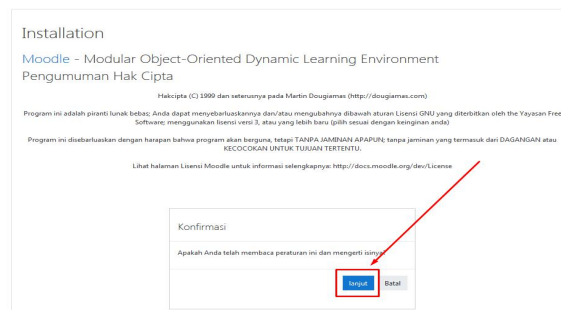 Installation
Moodle - Modular Object-Oriented Dynamic Learning Environment
Pengumuman Hak Cipta
Hakcipta (C) 1999 dan seterusnya pada Martin Dougiamas (http://dougiamas.com)
Program ini adalah piranti lunak bebas; Anda dapat menyebarluaskannya dan/atau mengubahnya dibawah aturan Lisensi GNU yang diterbitkan oleh the Yayasan Free
Software; menggunakan lisensi versi 3, atau yang lebih baru (pilih sesuai dengan keinginan anda)
Program ini disebarluaskan dengan harapan bahwa program akan berguna, tetapi TANPA JAMINAN APAPUN; tanpa jaminan yang termasuk dari DAGANGAN atau
KECOCOKAN UNTUK TUJUAN TERTENTU.
Lihat halaman Lisensi Moodle untuk informasi selengkapnya: http://docs.moodle.org/dev/License
Konfirmasi
Apakah Anda telah membaca peraturan ini dan mengerti isinya?
lanjut Batal